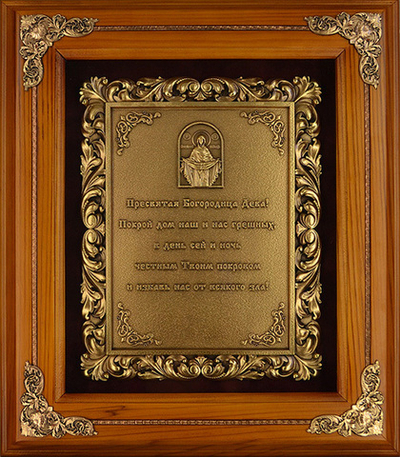 Пресвятая Богородица Дева!
Покрой дом наш и нас грешных,
в день сей и ночь
честным Твоим покровом
и избавь нас от всякого зла!